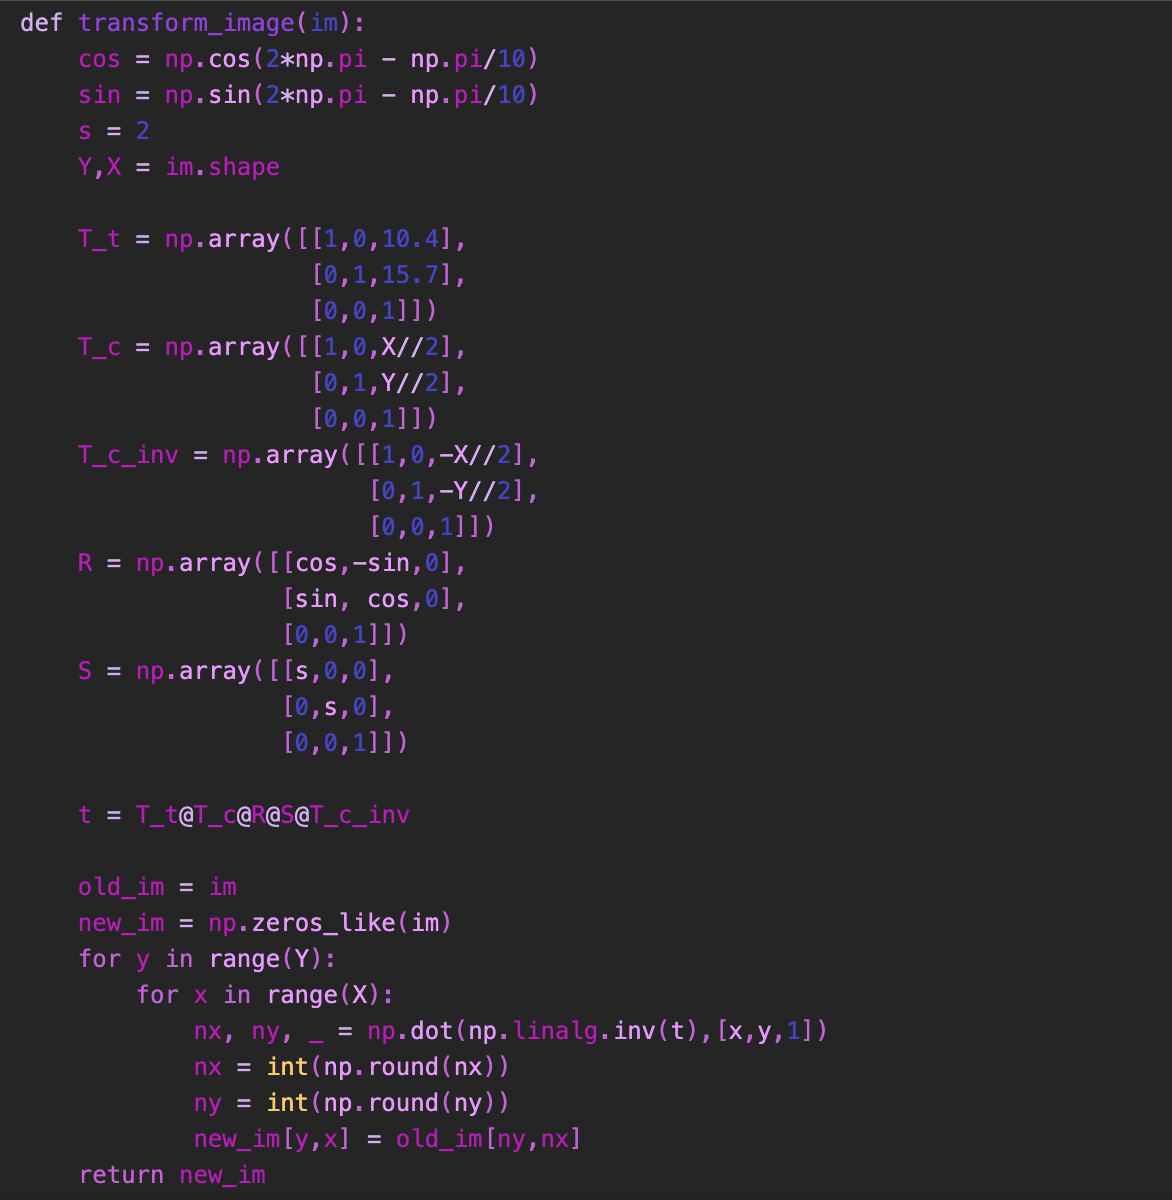 def transform_image(im):
    cos = np.cos(2*np.pi - np.pi/10)
    sin = np.sin(2*np.pi - np.pi/10)
    s = 2
    Y,X = im.shape

    T_t = np.array([[1,0,10.4],
                    [0,1,15.7],
                    [0,0,1]])
    T_c = np.array([[1,0,X//2],
                    [0,1,Y//2],
                    [0,0,1]])
    T_c_inv = np.array([[1,0,-X//2],
                        [0,1,-Y//2],
                        [0,0,1]])
    R = np.array([[cos,-sin,0],
                  [sin, cos,0],
                  [0,0,1]])
    S = np.array([[s,0,0],
                  [0,s,0],
                  [0,0,1]])

    t = T_t@T_c@R@S@T_c_inv

    old_im = im
    new_im = np.zeros_like(im)
    for y in range(Y):
        for x in range(X):
            nx, ny, _ = np.dot(np.linalg.inv(t),[x,y,1])
            nx = int(np.round(nx))
            ny = int(np.round(ny))
            new_im[y,x] = old_im[ny,nx]
    return new_im